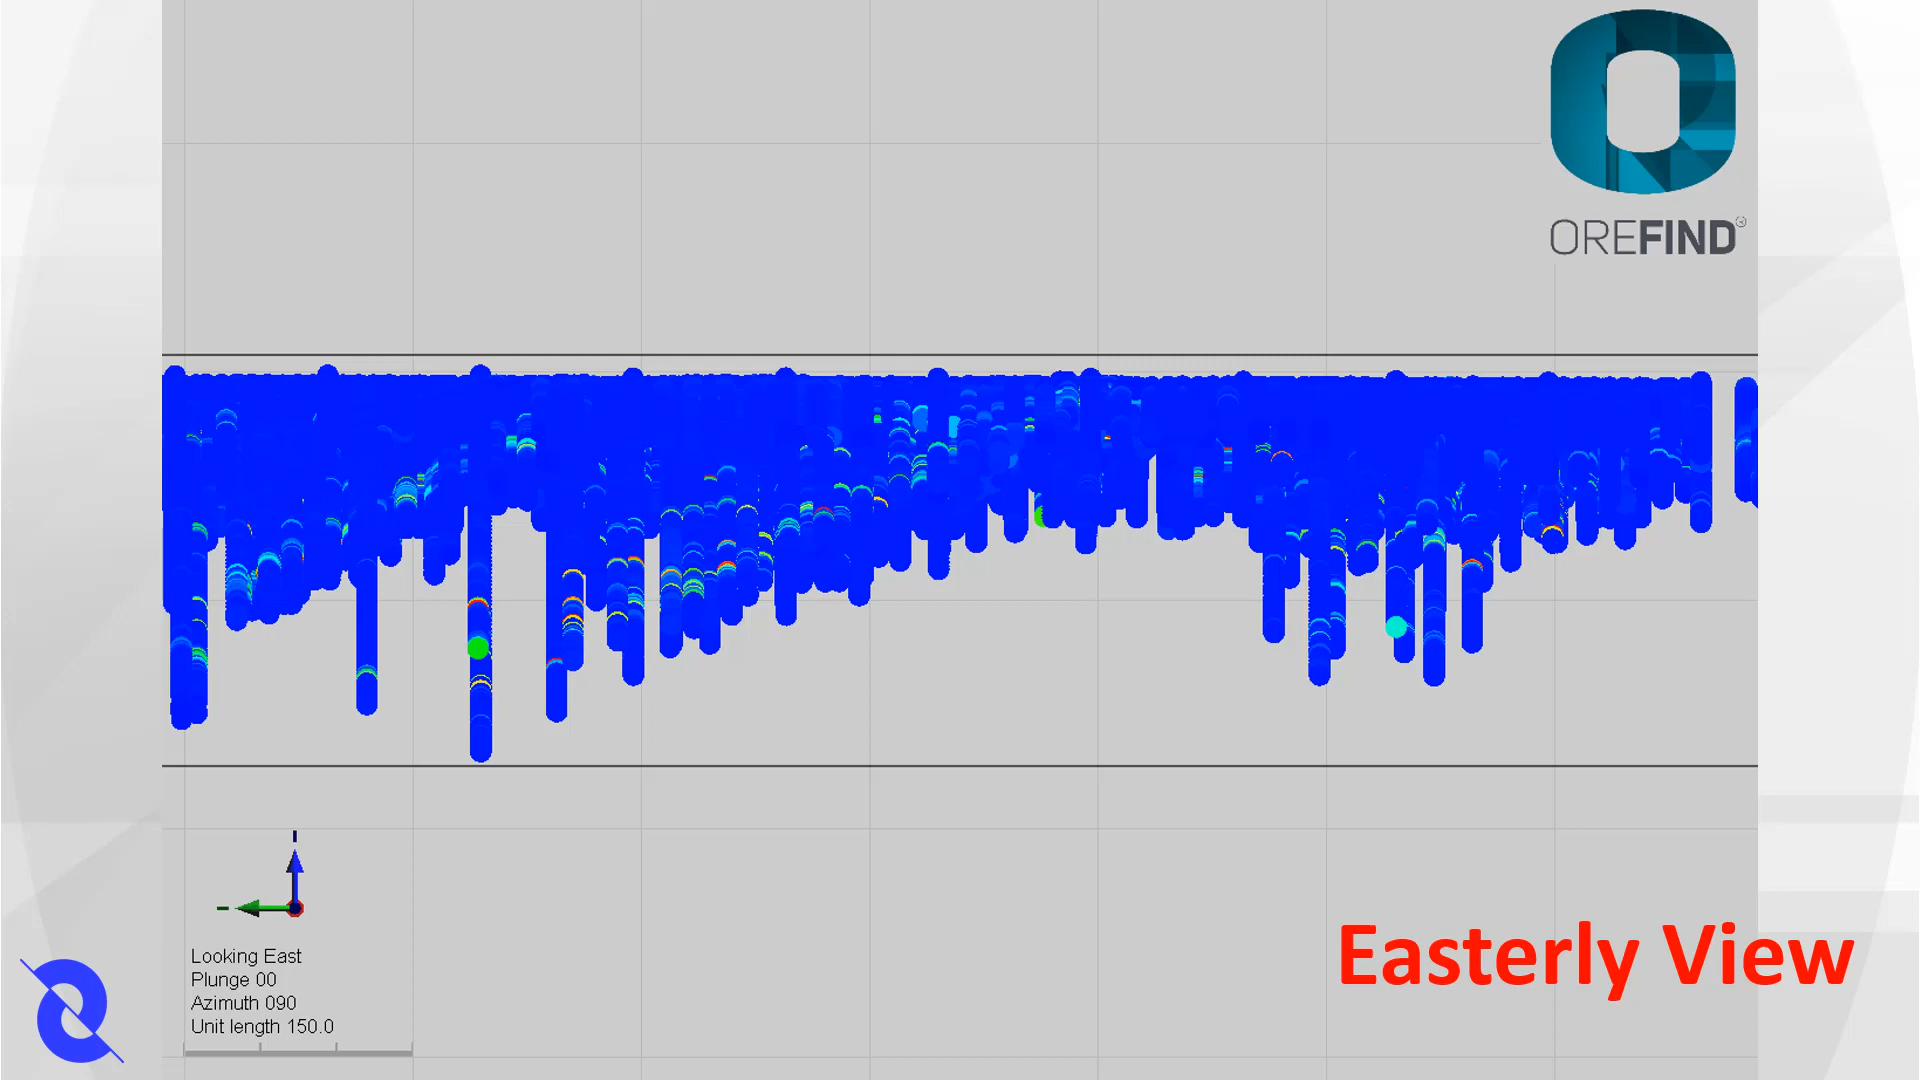 OREFIND
Looking East
Plunge 00
Azimuth 090
Unit length 150.0
Easterly View